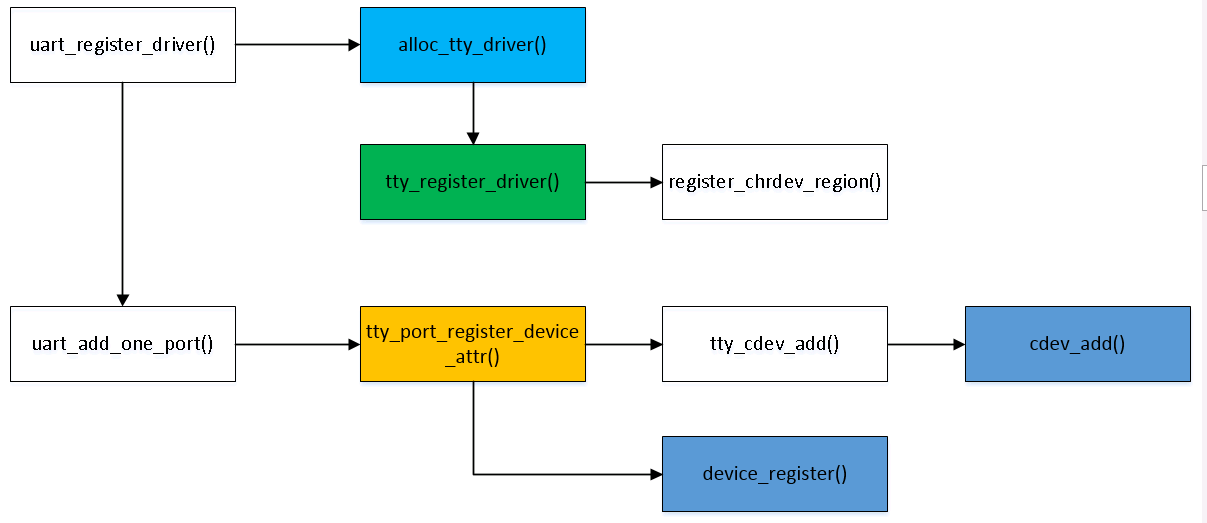 uart_register_driver()
alloc_tty_driver()
tty_register_driver()
register_chrdev_region()
uart_add_one_port()
tty_port_register_device
_attr()
tty_cdev_add()
cdev_add()
device_register()